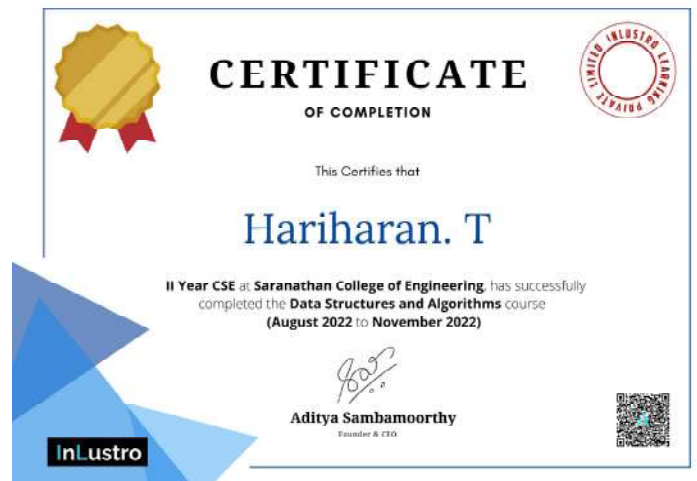 CERTIFICATE
OF COMPLETION
INLUSTRO LEARNING PRIVATE LIMITED
This Certifies that
Hariharan. T
II Year CSE at Saranathan College of Engineering, has successfully
completed the Data Structures and Algorithms course
(August 2022 to November 2022)
Aditya Sambamoorthy
Founder & CEO
InLustro